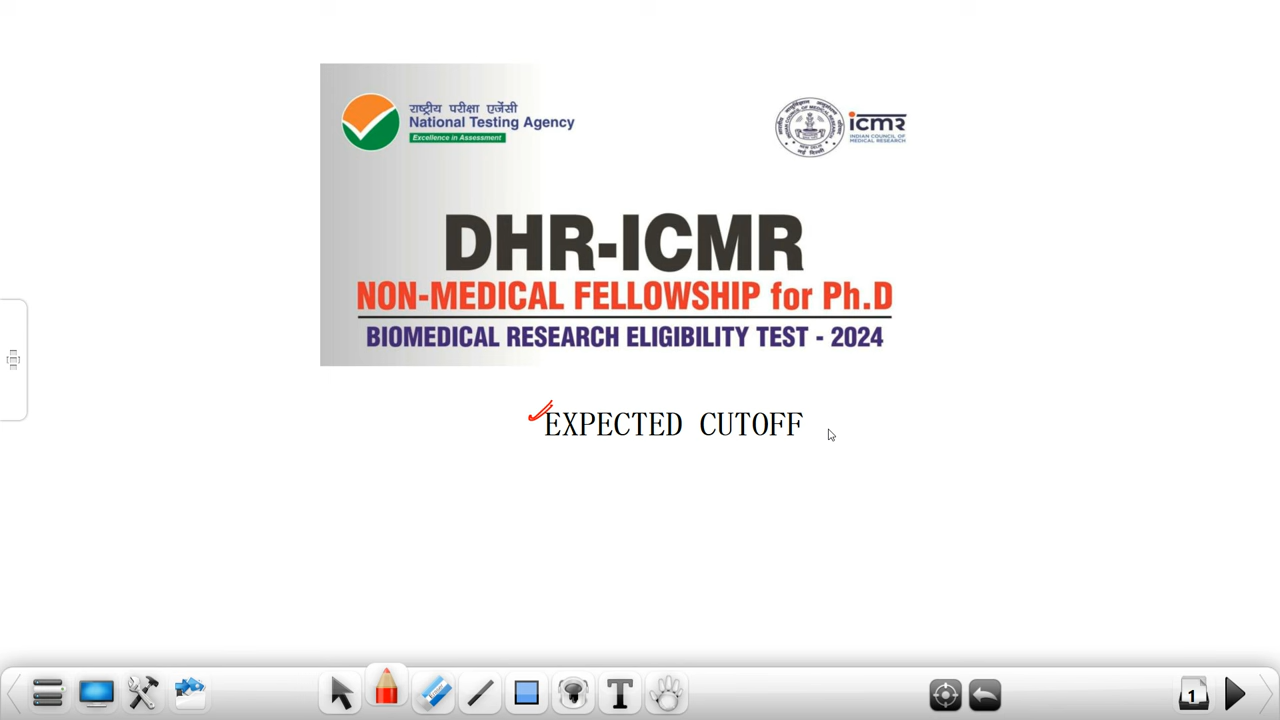 राष्ट्रीय परीक्षा एजेंसी
National Testing Agency
Excellence in Assessment
icmr
INDIAN COUNCIL OF
MEDICAL RESEARCH
DHR-ICMR
NON-MEDICAL FELLOWSHIP for Ph.D
BIOMEDICAL RESEARCH ELIGIBILITY TEST - 2024
EXPECTED CUTOFF
T
1